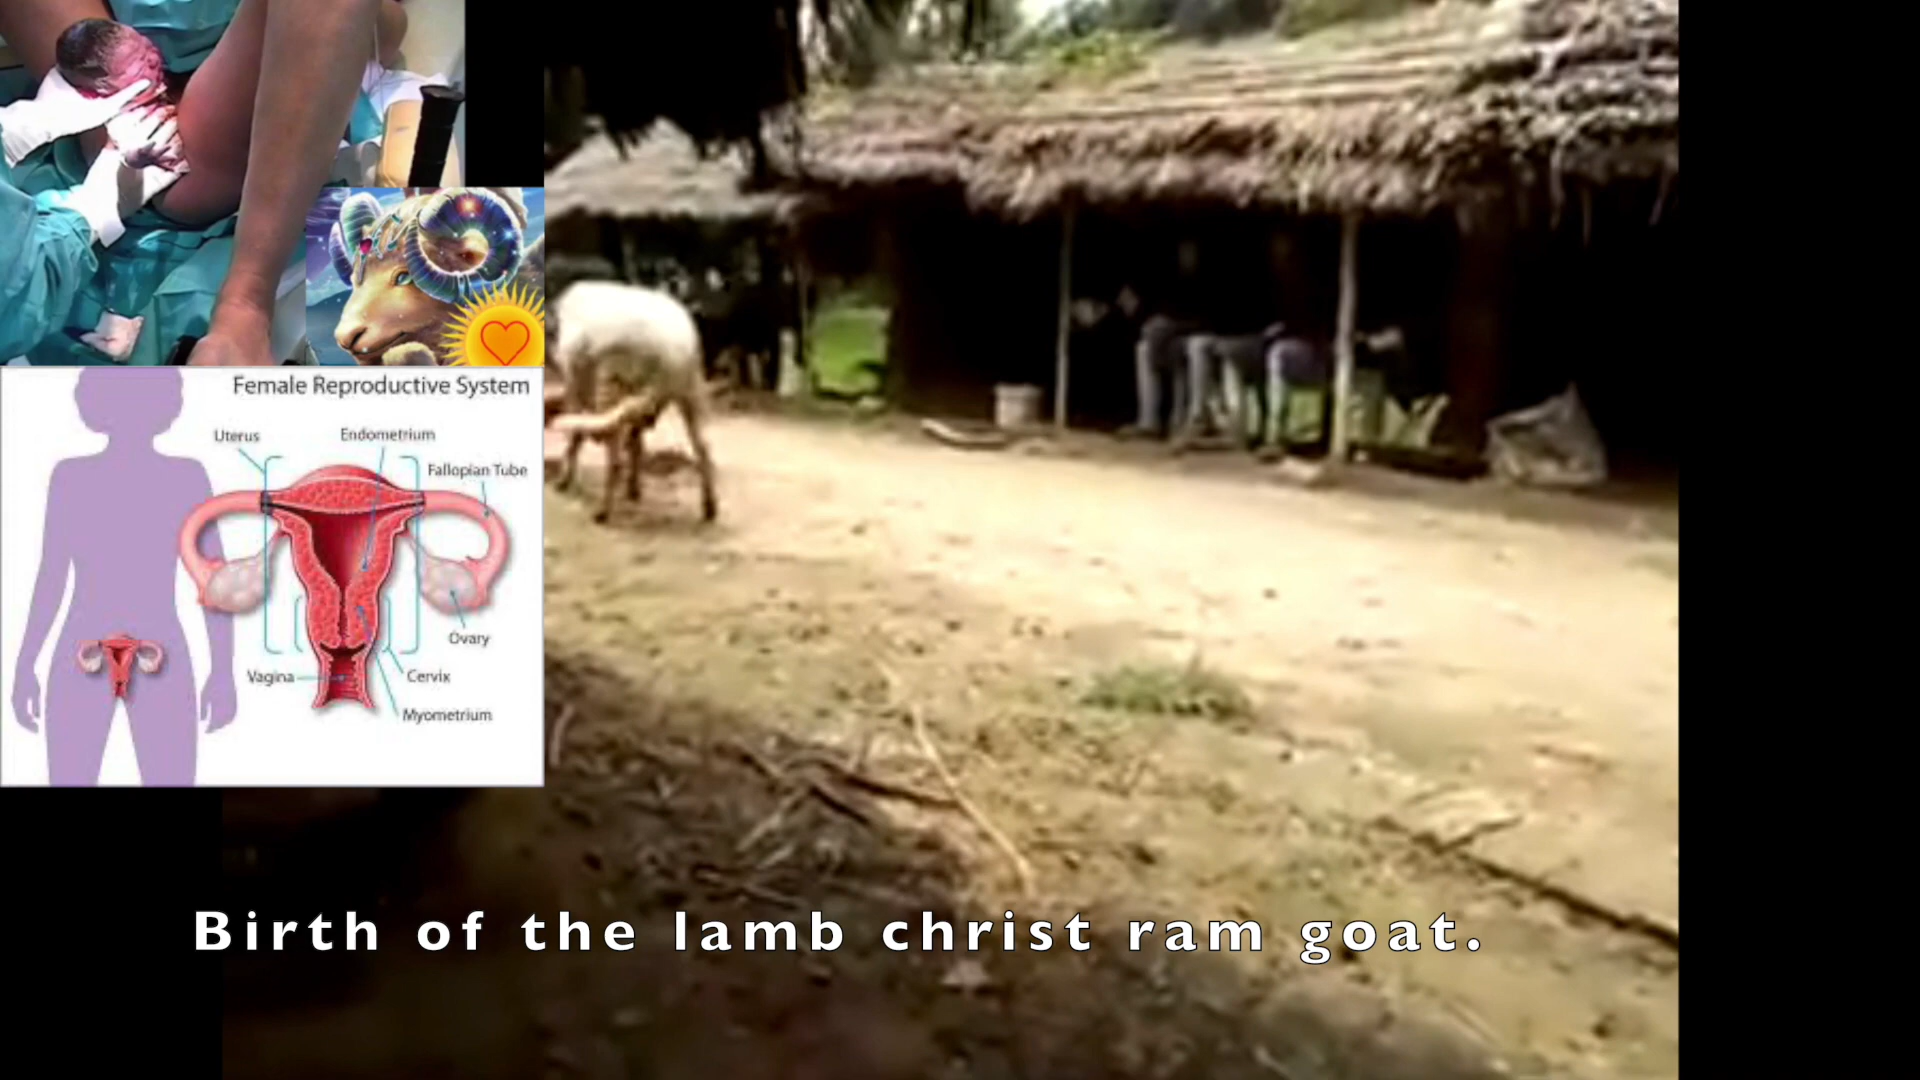 Female Reproductive System
Uterus
Endometrium
Fallopian Tube
Ovary
Vagina
Cervix
Myometrium
Birth of the lamb christ ram goat.